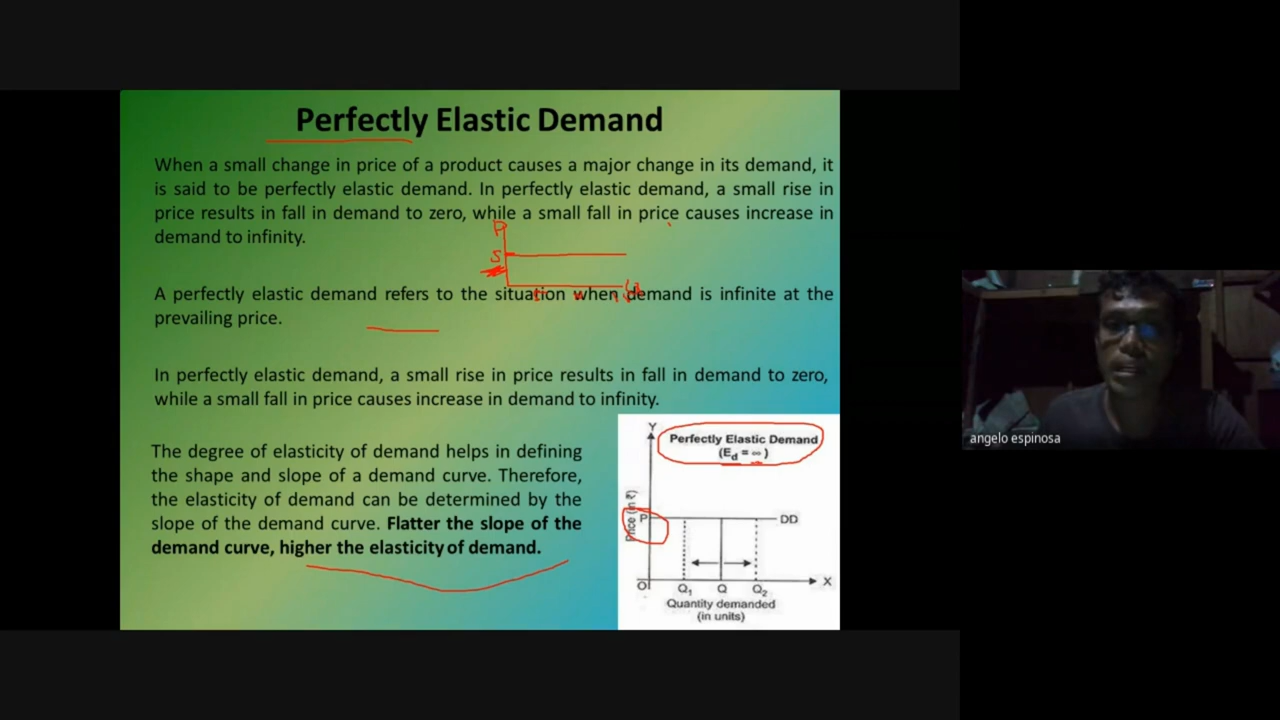 Perfectly Elastic Demand
When a small change in price of a product causes a major change in its demand, it
is said to be perfectly elastic demand. In perfectly elastic demand, a small rise in
price results in fall in demand to zero, while a small fall in price causes increase in
demand to infinity.
P
5
A perfectly elastic demand refers to the situation when demand is infinite at the
prevailing price.
In perfectly elastic demand, a small rise in price results in fall in demand to zero,
while a small fall in price causes increase in demand to infinity.
The degree of elasticity of demand helps in defining
the shape and slope of a demand curve. Therefore,
the elasticity of demand can be determined by the
slope of the demand curve. Flatter the slope of the
demand curve, higher the elasticity of demand.
Y
Perfectly Elastic Demand
(Ed = ∞)
Price (in ₹)
P
DD
O
Q1 Q Q2
X
Quantity demanded
(in units)
angelo espinosa